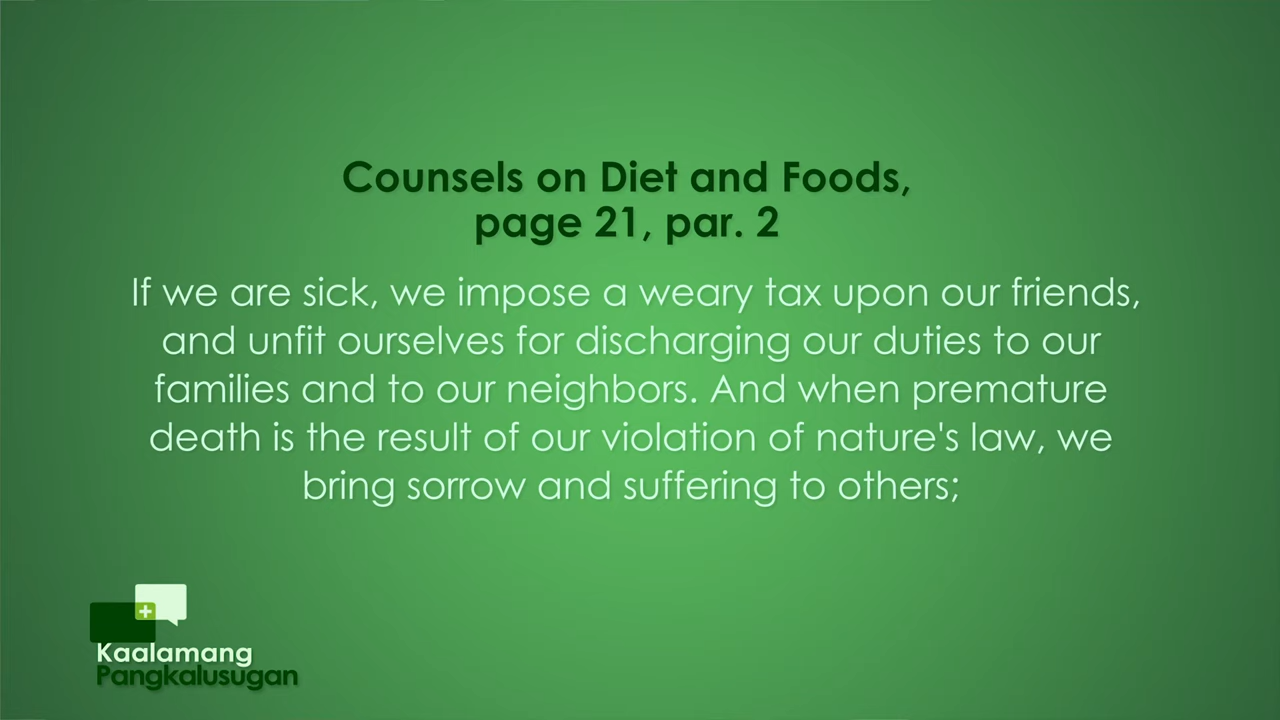 Counsels on Diet and Foods,
page 21, par. 2
If we are sick, we impose a weary tax upon our friends,
and unfit ourselves for discharging our duties to our
families and to our neighbors. And when premature
death is the result of our violation of nature's law, we
bring sorrow and suffering to others;
Kaalamang
Pangkalusugan